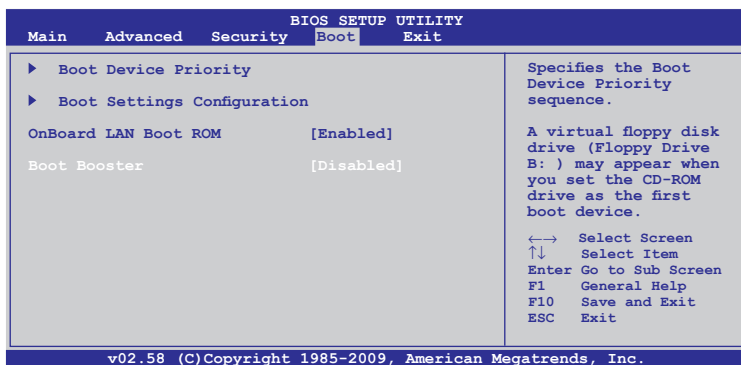 BIOS SETUP UTILITY
Main Advanced Security Boot Exit
Boot Device Priority
Boot Settings Configuration
OnBoard LAN Boot ROM [Enabled]
Boot Booster [Disabled]
Specifies the Boot
Device Priority
sequence.
A virtual floppy disk
drive (Floppy Drive
B: ) may appear when
you set the CD-ROM
drive as the first
boot device.
←→ Select Screen
↑↓ Select Item
Enter Go to Sub Screen
F1 General Help
F10 Save and Exit
ESC Exit
v02.58 (C)Copyright 1985-2009, American Megatrends, Inc.